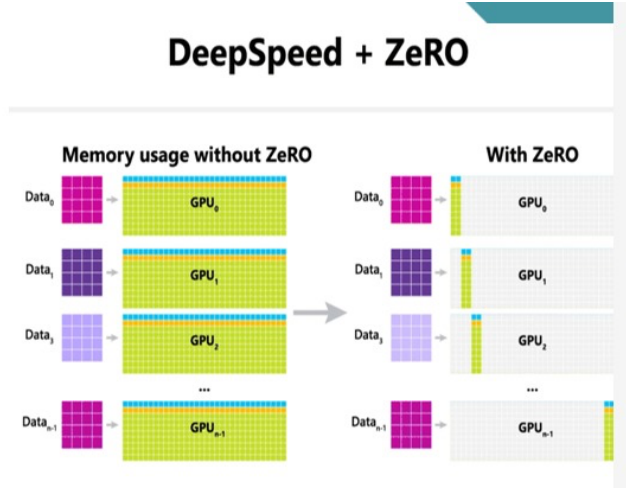 DeepSpeed + ZeRO
Memory usage without ZeRO
With ZeRO
Data₀
GPU₀
Data₀
GPU₀
Data₁
GPU₁
Data₁
GPU₁
Data₃
GPU₂
Data₃
GPU₂
...
...
Dataₙ₋₁
GPUₙ₋₁
Dataₙ₋₁
GPUₙ₋₁